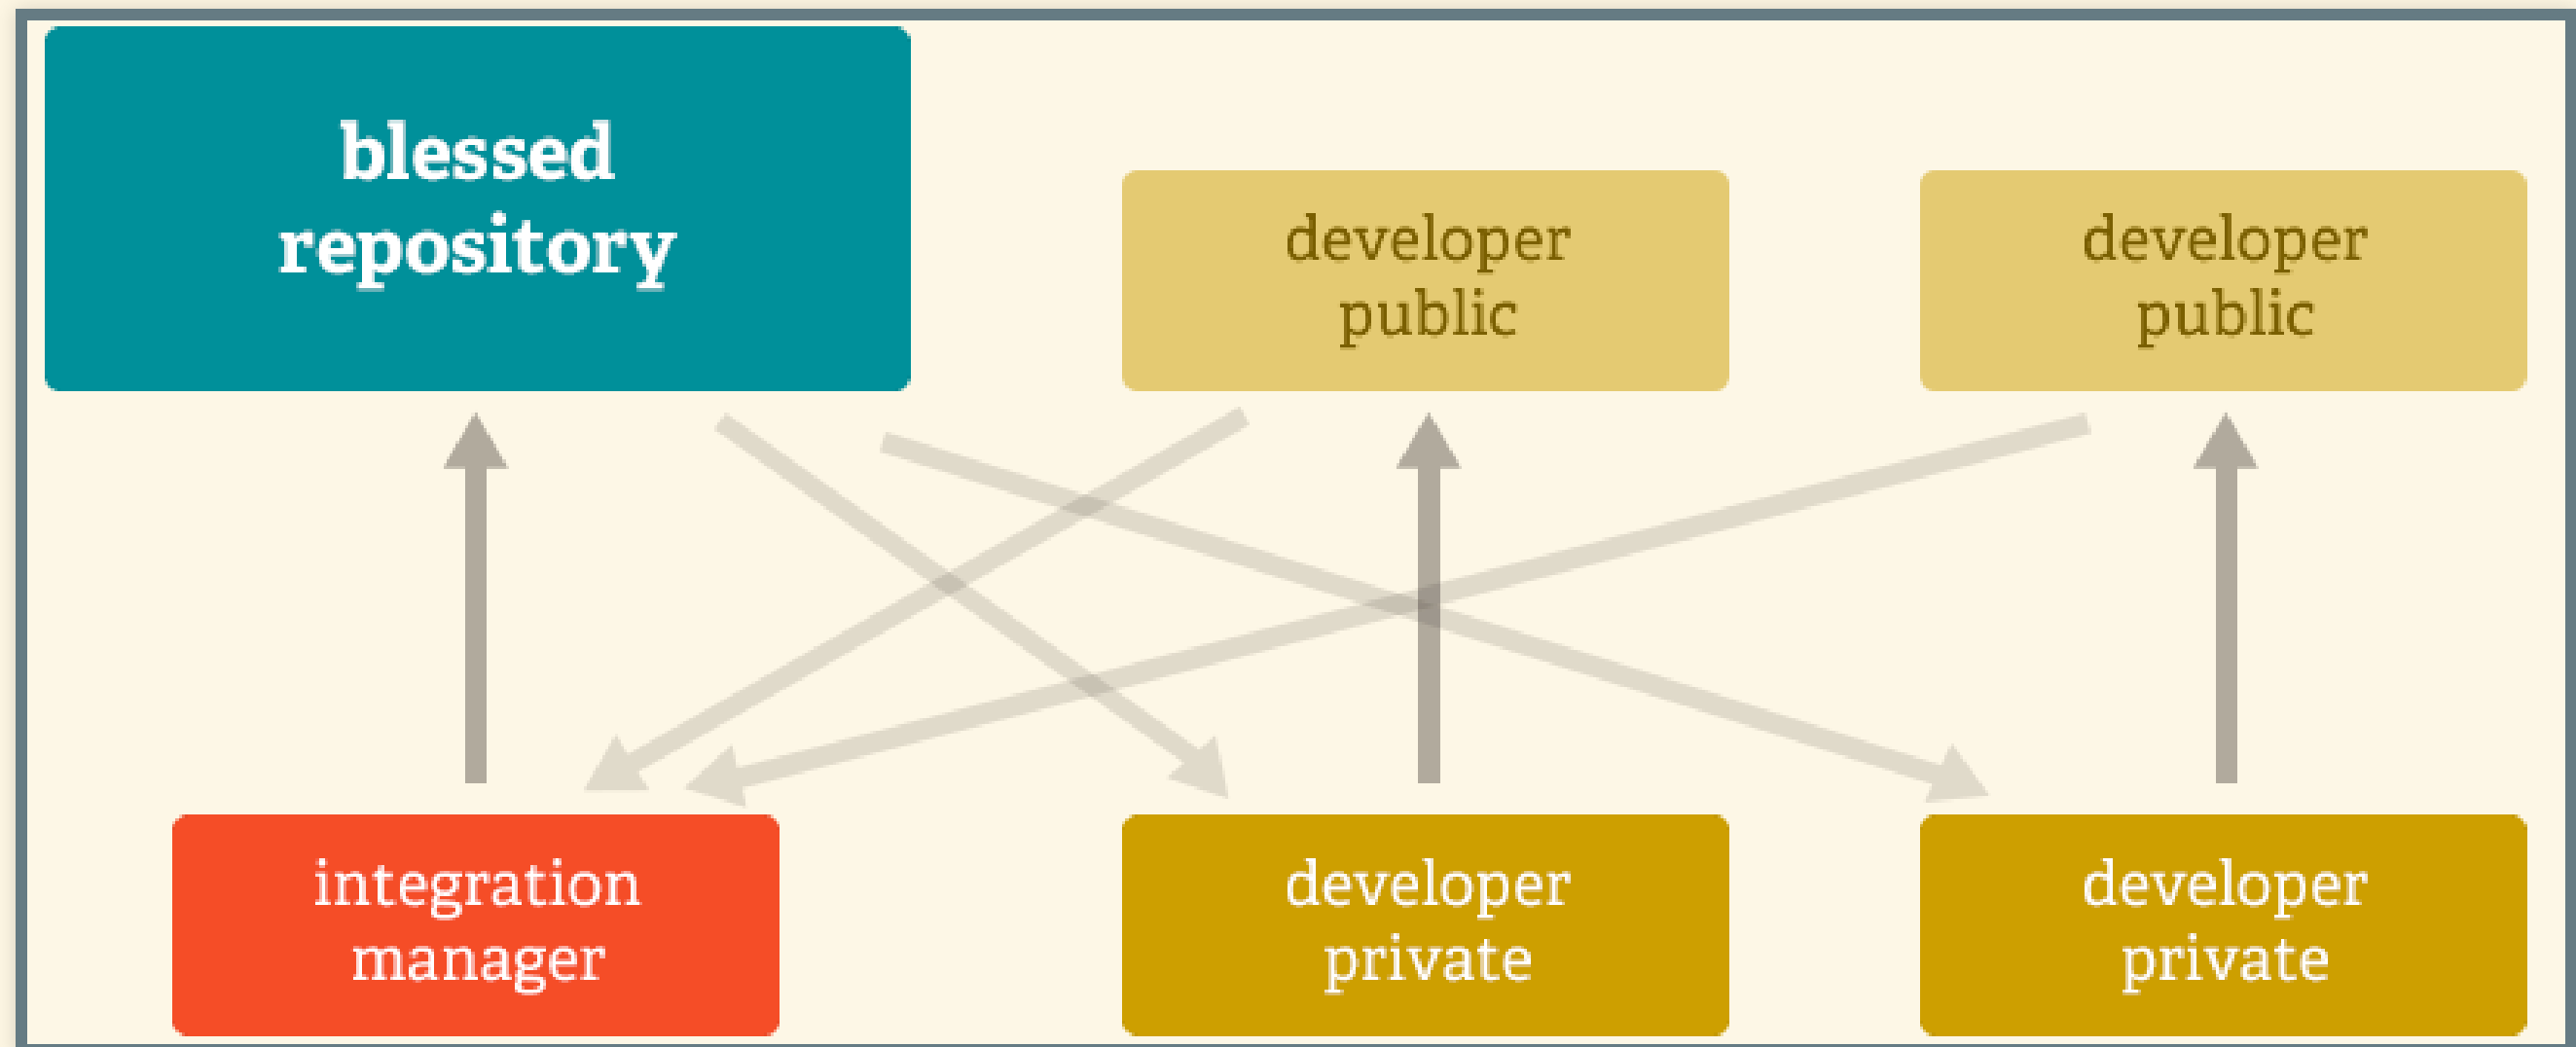 blessed
repository
developer
public
developer
public
integration
manager
developer
private
developer
private